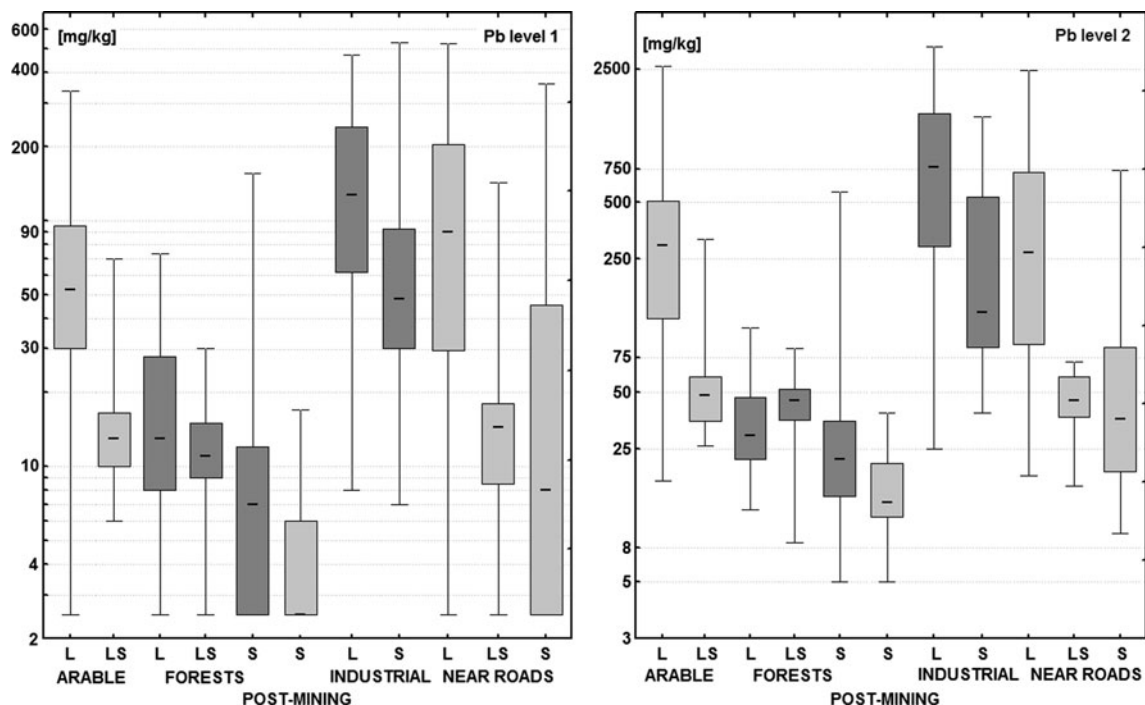 [mg/kg] Pb level 1
600
400
200
90
50
30
10
4
2
L LS L LS S S L S L LS S
ARABLE FORESTS INDUSTRIAL NEAR ROADS
POST-MINING
[mg/kg] Pb level 2
2500
750
500
250
75
50
25
8
5
3
L LS L LS S S L S L LS S
ARABLE FORESTS INDUSTRIAL NEAR ROADS
POST-MINING